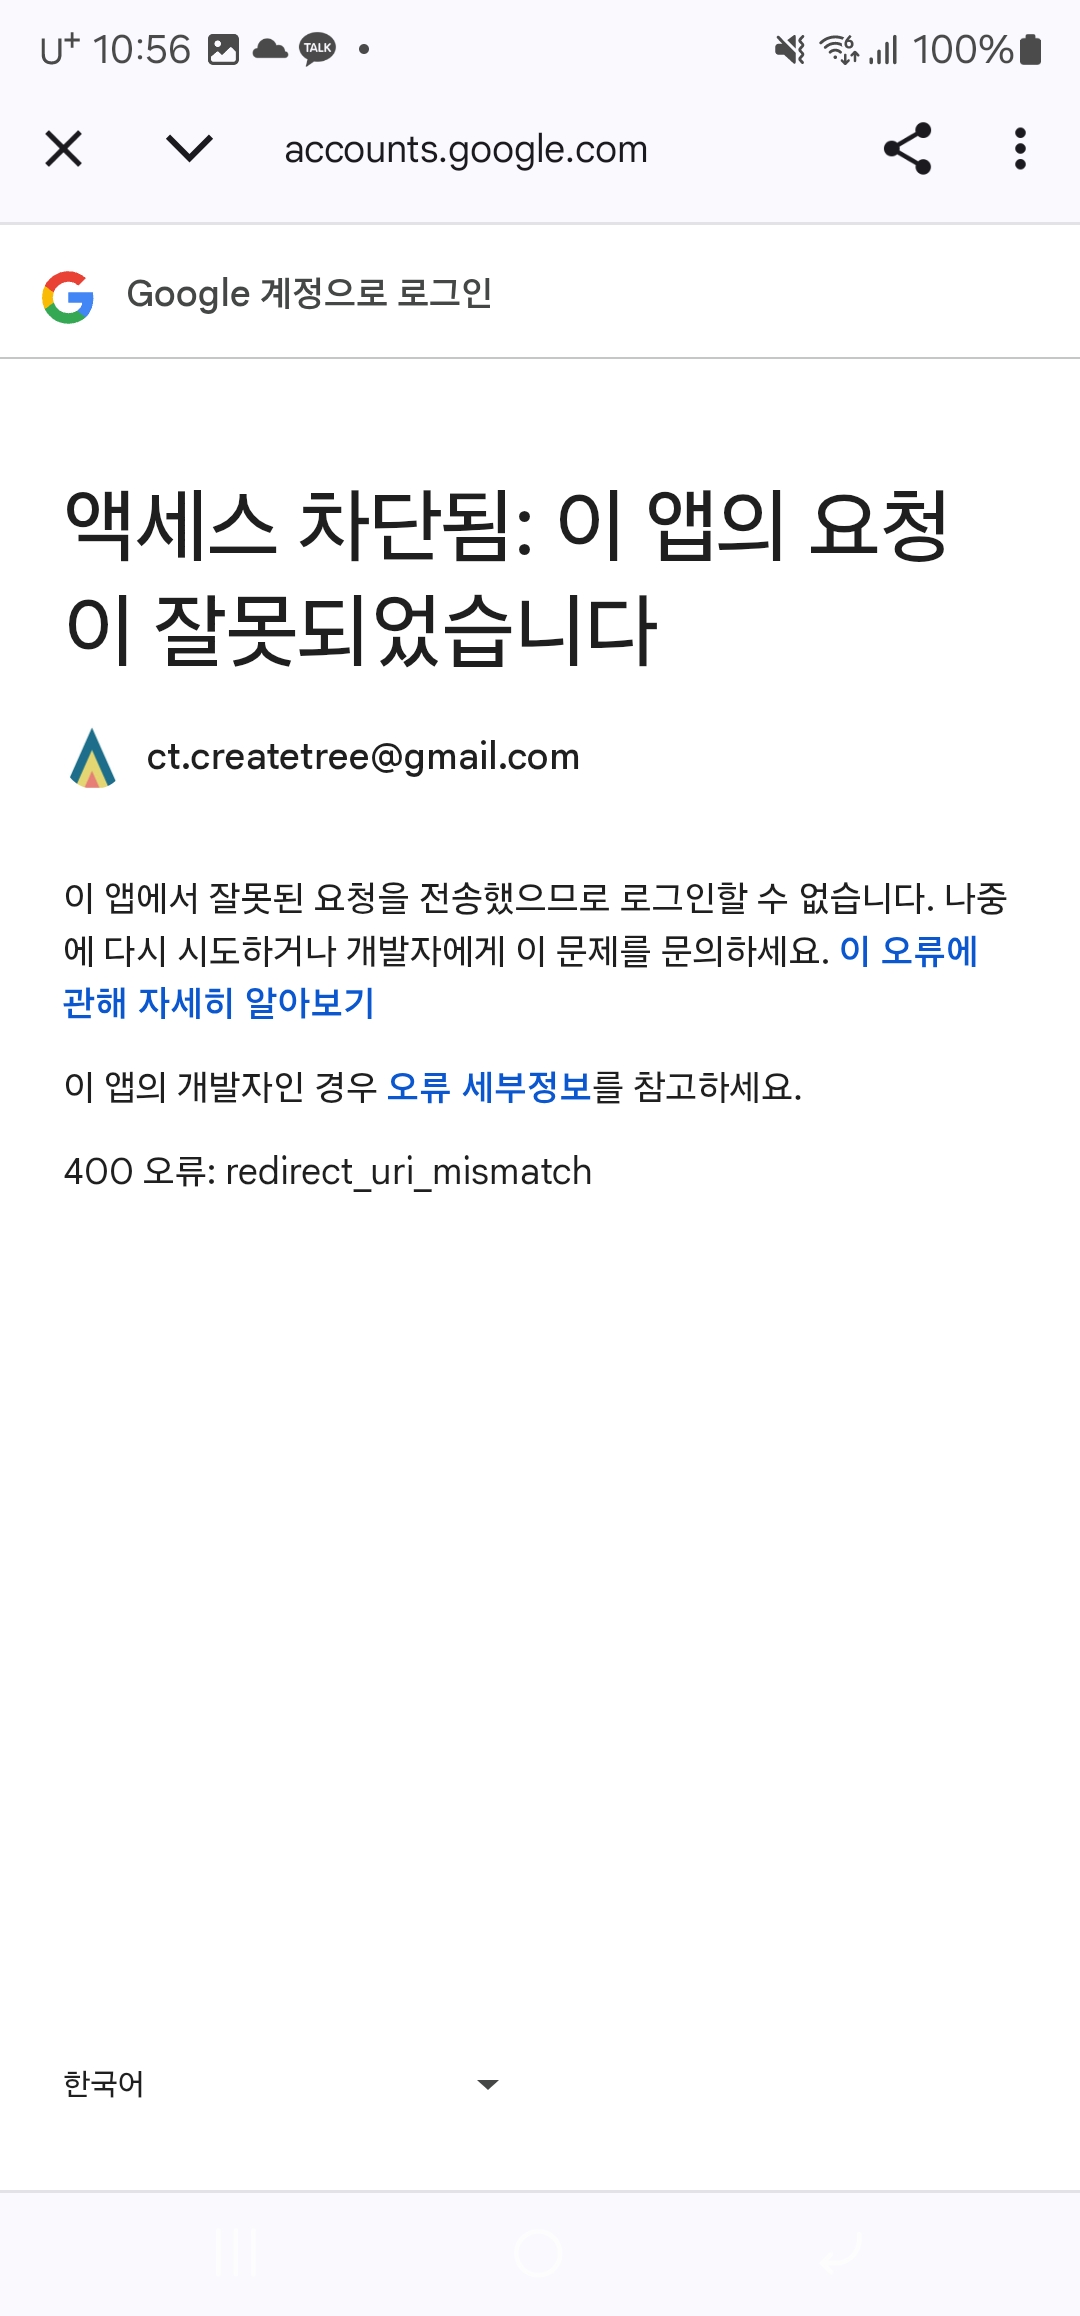 U⁺ 10:56 TALK 6 100%
accounts.google.com
Google 계정으로 로그인
액세스 차단됨: 이 앱의 요청
이 잘못되었습니다
ct.createtree@gmail.com
이 앱에서 잘못된 요청을 전송했으므로 로그인할 수 없습니다. 나중
에 다시 시도하거나 개발자에게 이 문제를 문의하세요. 이 오류에
관해 자세히 알아보기
이 앱의 개발자인 경우 오류 세부정보를 참고하세요.
400 오류: redirect_uri_mismatch
한국어